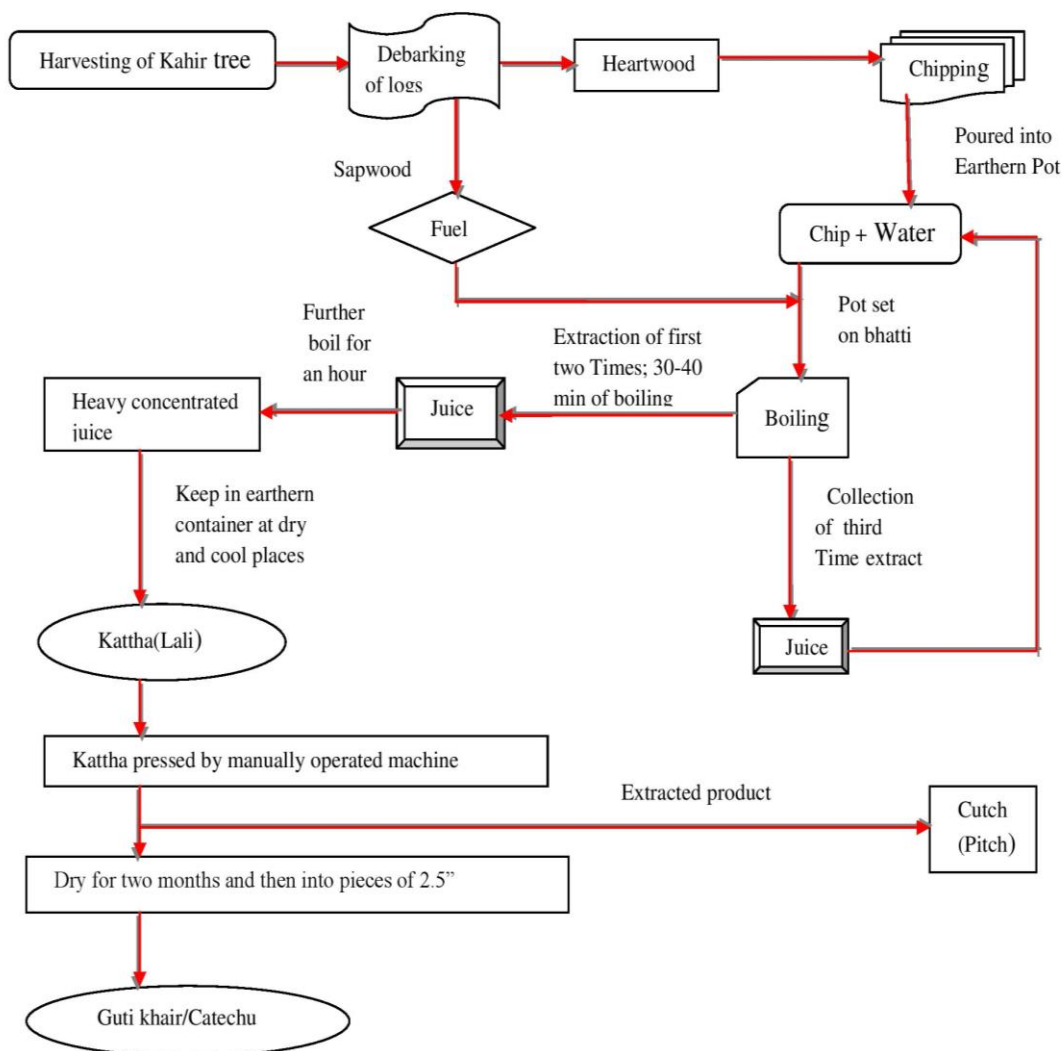 Harvesting of Kahir tree
Debarking
of logs
Heartwood
Chipping
Poured into
Earthern Pot
Sapwood
Fuel
Chip + Water
Pot set
on bhatti
Further
boil for
an hour
Extraction of first
two Times; 30-40
min of boiling
Heavy concentrated
juice
Juice
Boiling
Keep in earthern
container at dry
and cool places
Collection
of third
Time extract
Kattha(Lali)
Juice
Kattha pressed by manually operated machine
Extracted product
Cutch
(Pitch)
Dry for two months and then into pieces of 2.5”
Guti khair/Catechu